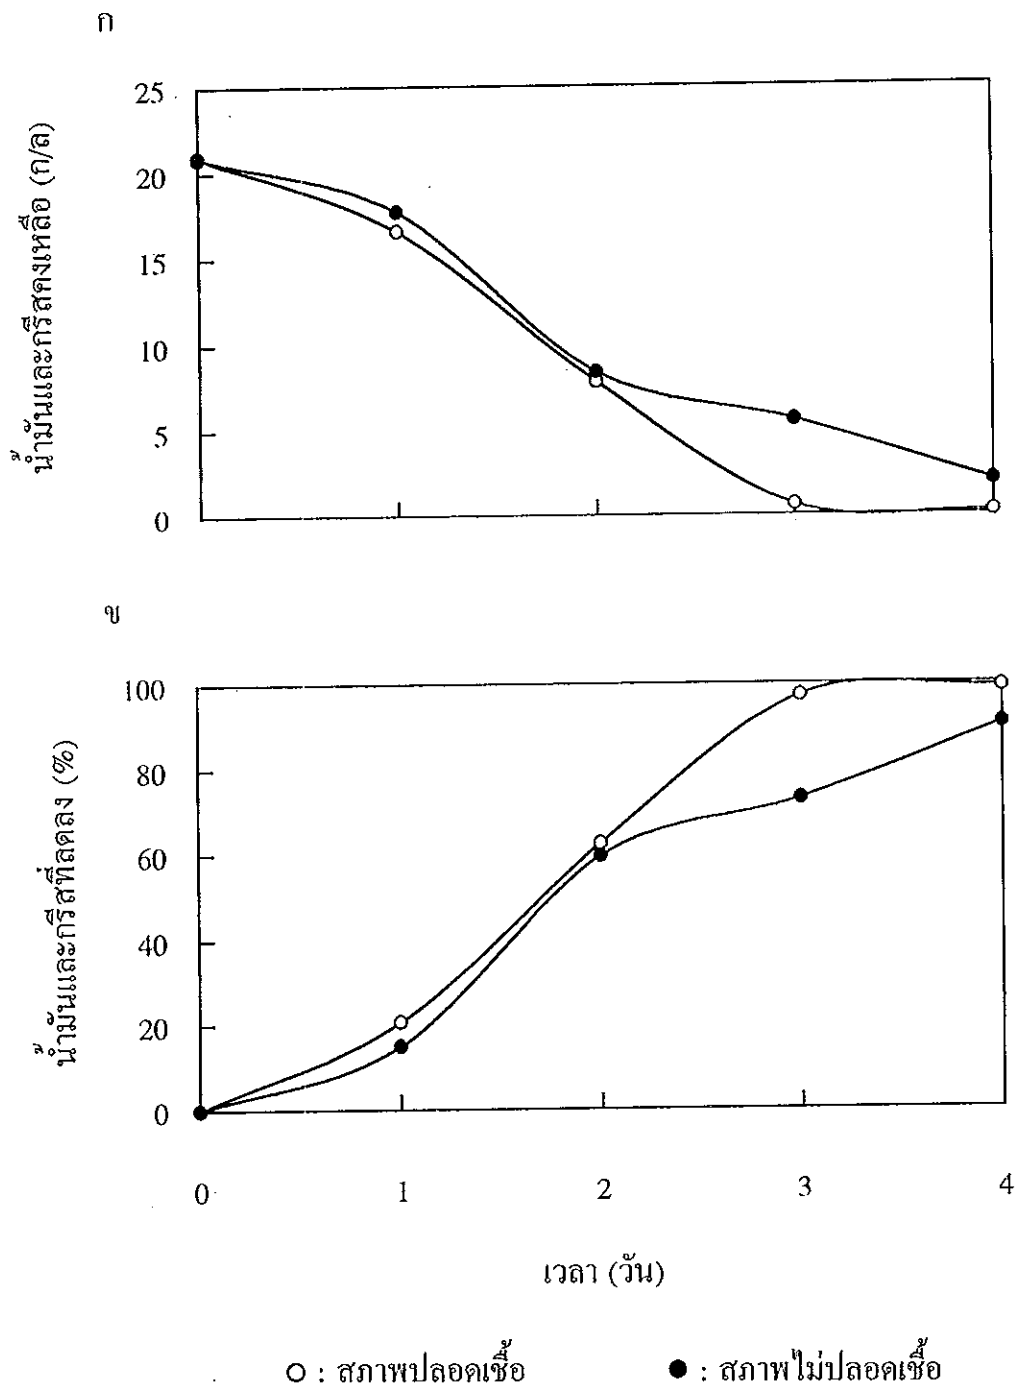 ก
25
20
15
10
5
0
น้ำมันและกรีสคงเหลือ (ก/ล)
ข
100
80
60
40
20
0
น้ำมันและกรีสที่ลดลง (%)
0 1 2 3 4
เวลา (วัน)
○ : สภาพปลอดเชื้อ ● : สภาพไม่ปลอดเชื้อ